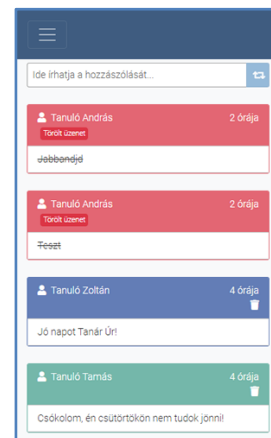 Ide írhatja a hozzászólását...
Tanuló András 2 órája
Törölt üzenet
Jabbandjd
Tanuló András 2 órája
Törölt üzenet
Teszt
Tanuló Zoltán 4 órája
Jó napot Tanár Úr!
Tanuló Tamás 4 órája
Csókolom, én csütörtökön nem tudok jönni!